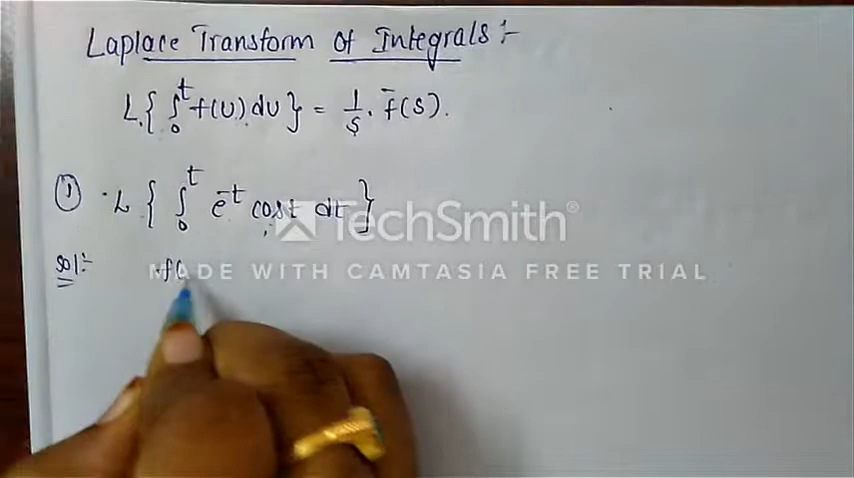 Laplace Transform of Integrals :-
L{ ∫₀ᵗ f(u) du } = 1/s . f̄(s).
① L { ∫₀ᵗ e⁻ᵗ cost dt }
TechSmith®
Sol:- f(
MADE WITH CAMTASIA FREE TRIAL